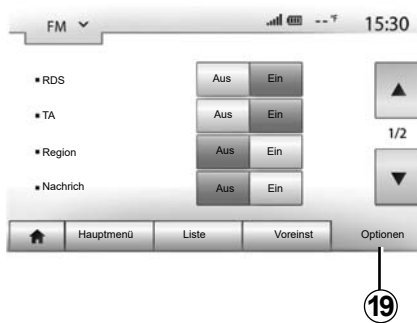 FM --°F 15:30
RDS Aus Ein
TA Aus Ein
1/2
Region Aus Ein
Nachrich Aus Ein
Hauptmenü Liste Voreinst Optionen
19